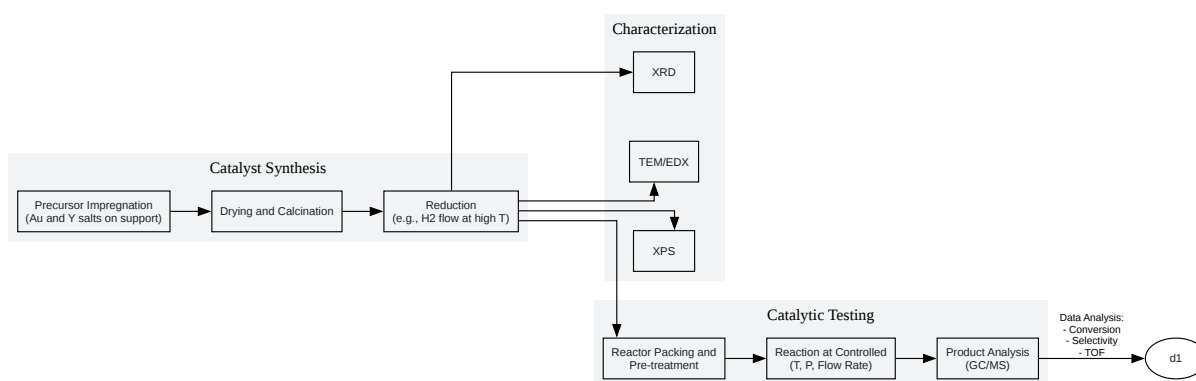 Characterization
XRD
TEM/EDX
XPS
Catalyst Synthesis
Precursor Impregnation
(Au and Y salts on support)
Drying and Calcination
Reduction
(e.g., H2 flow at high T)
Catalytic Testing
Reactor Packing and
Pre-treatment
Reaction at Controlled
(T, P, Flow Rate)
Product Analysis
(GC/MS)
Data Analysis:
- Conversion
- Selectivity
- TOF
d1